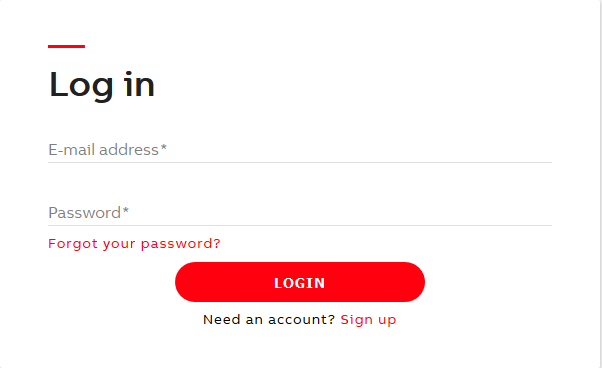 Log in
E-mail address*
Password*
Forgot your password?
LOGIN
Need an account? Sign up